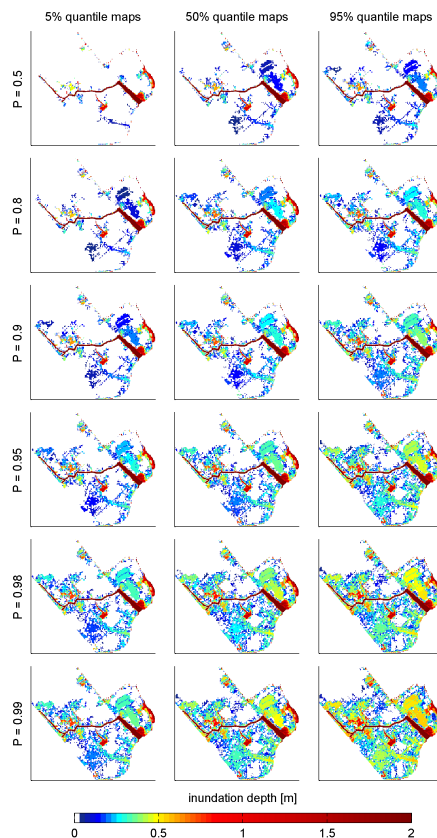 5% quantile maps 50% quantile maps 95% quantile maps
P = 0.5
P = 0.8
P = 0.9
P = 0.95
P = 0.98
P = 0.99
inundation depth [m]
0 0.5 1 1.5 2